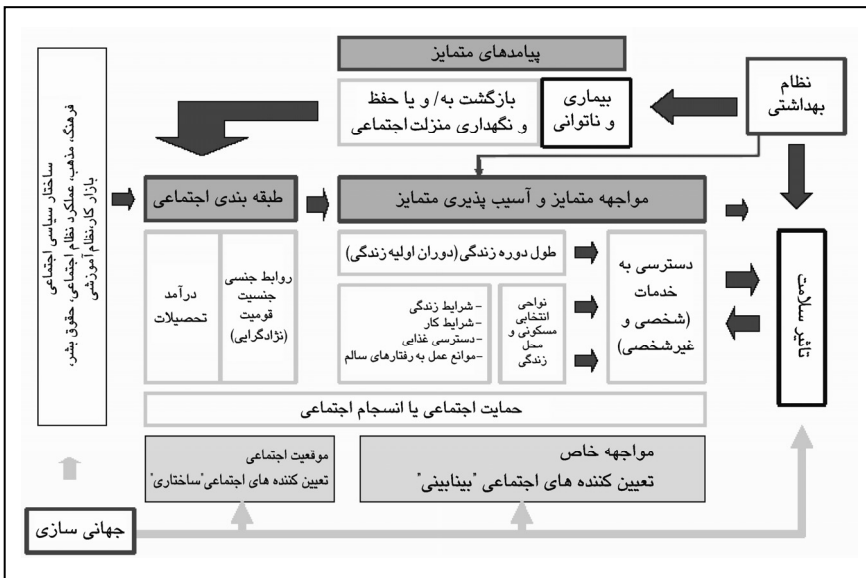 پیامدهای متمایز
نظام
بهداشتی
بیماری
و ناتوانی
بازگشت به/ و یا حفظ
و نگهداری منزلت اجتماعی
ساختار سیاسی اجتماعی
فرهنگ، مذهب، عملکرد نظام اجتماعی، حقوق بشر،
بازار کار،نظام آموزشی
طبقه بندی اجتماعی
مواجهه متمایز و آسیب پذیری متمایز
درآمد
تحصیلات
روابط جنسی
جنسیت
قومیت
(نژادگرایی)
طول دوره زندگی(دوران اولیه زندگی)
- شرایط زندگی
- شرایط کار
- دسترسی غذایی
-موانع عمل به رفتارهای سالم
نواحی
انتخابی
مسکونی و
محل
زندگی
دسترسی به
خدمات
(شخصی و
غیرشخصی)
تاثیر سلامت
حمایت اجتماعی یا انسجام اجتماعی
موقعیت اجتماعی
تعیین کننده های اجتماعی"ساختاری"
مواجهه خاص
تعیین کننده های اجتماعی "بینابینی"
جهانی سازی